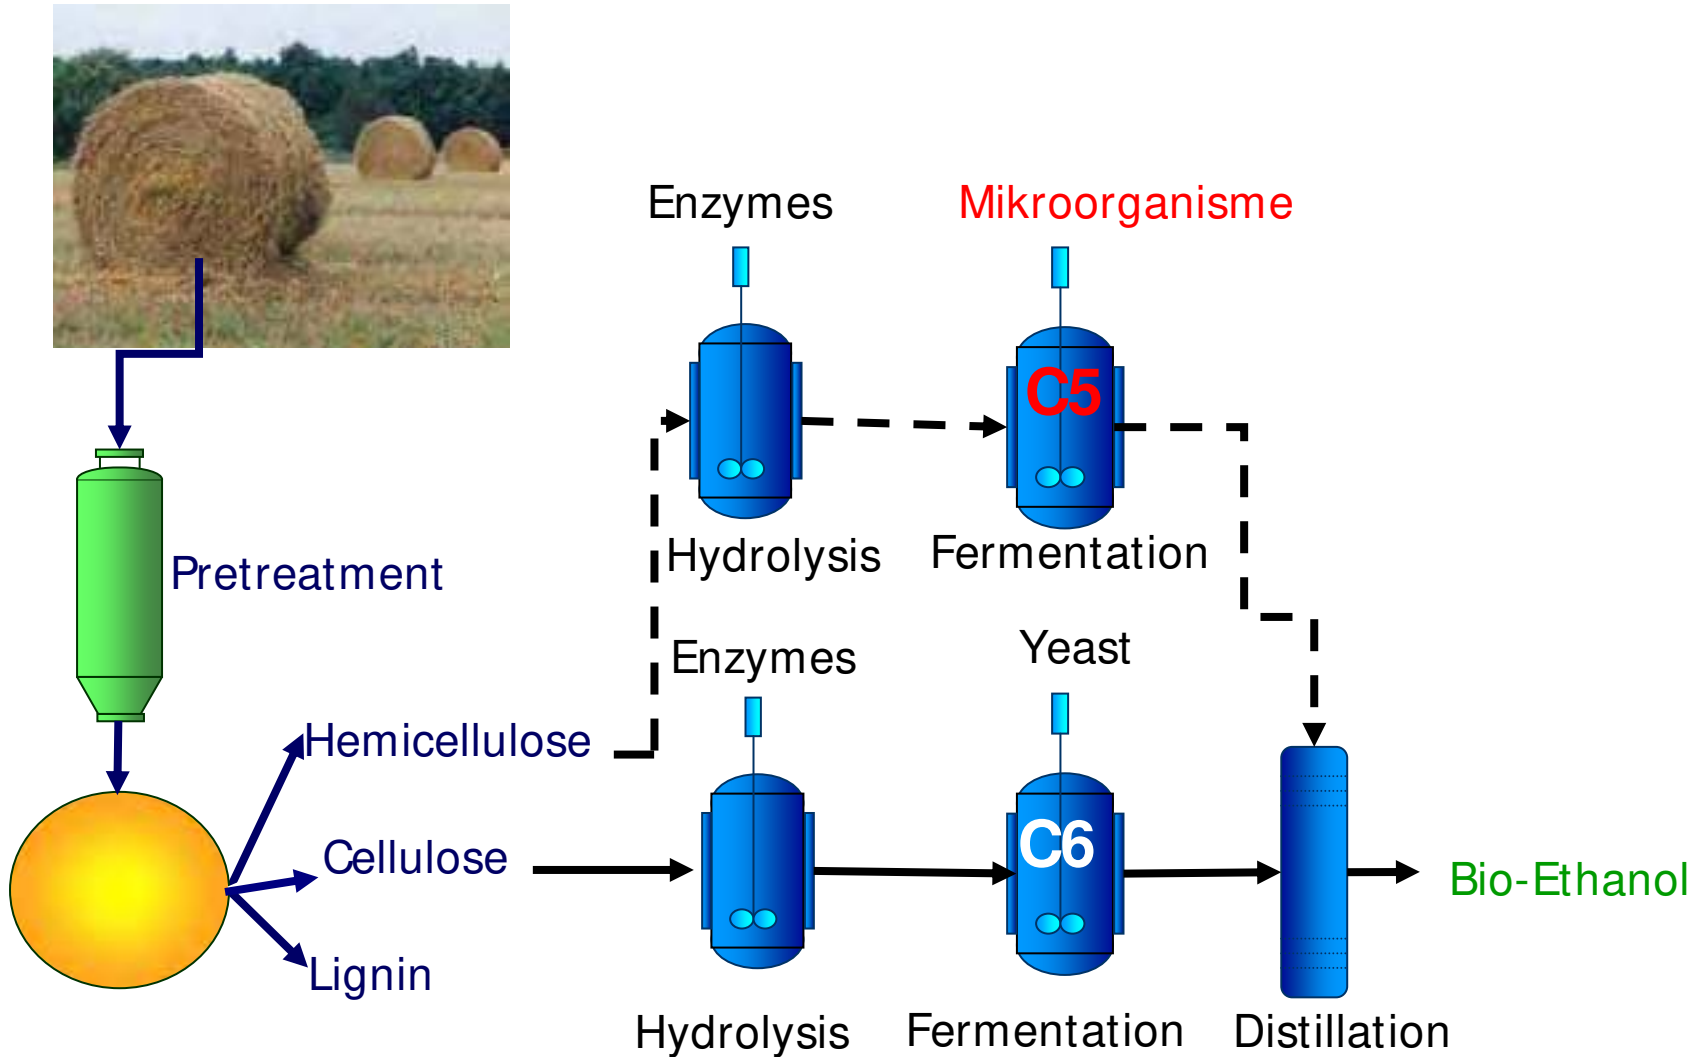 Enzymes
Mikroorganisme
C5
Hydrolysis
Fermentation
Pretreatment
Enzymes
Yeast
Hemicellulose
Cellulose
Lignin
C6
Bio-Ethanol
Hydrolysis
Fermentation
Distillation